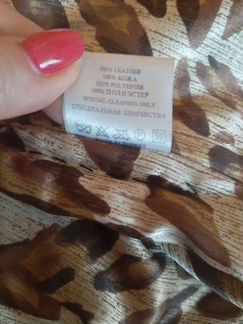 100% LEATHER
100% КОЖА
100% POLYESTER
100% ПОЛИЭСТЕР
SPECIAL CLEANING ONLY
СПЕЦИАЛЬНАЯ ХИМЧИСТКА